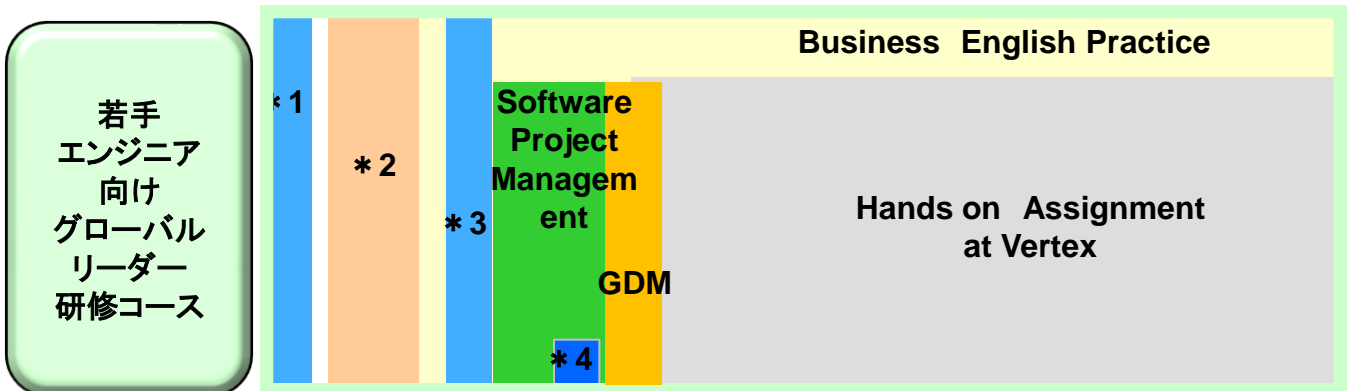 若手
エンジニア
向け
グローバル
リーダー
研修コース
Business English Practice
*1
*2
*3
Software
Project
Managem
ent
*4
GDM
Hands on Assignment
at Vertex